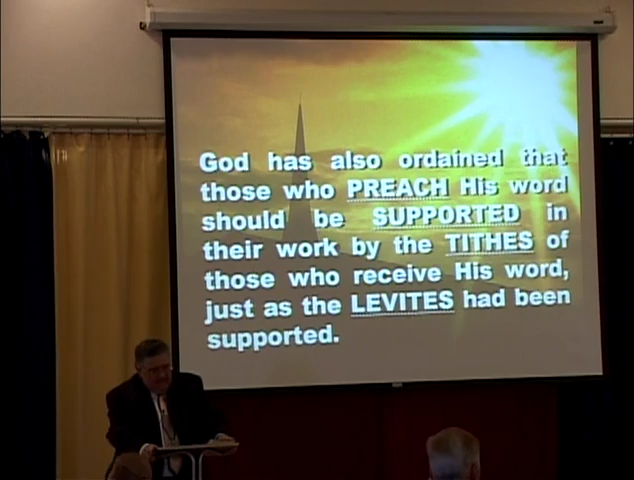 God has also ordained that
those who PREACH His word
should be SUPPORTED in
their work by the TITHES of
those who receive His word,
just as the LEVITES had been
supported.